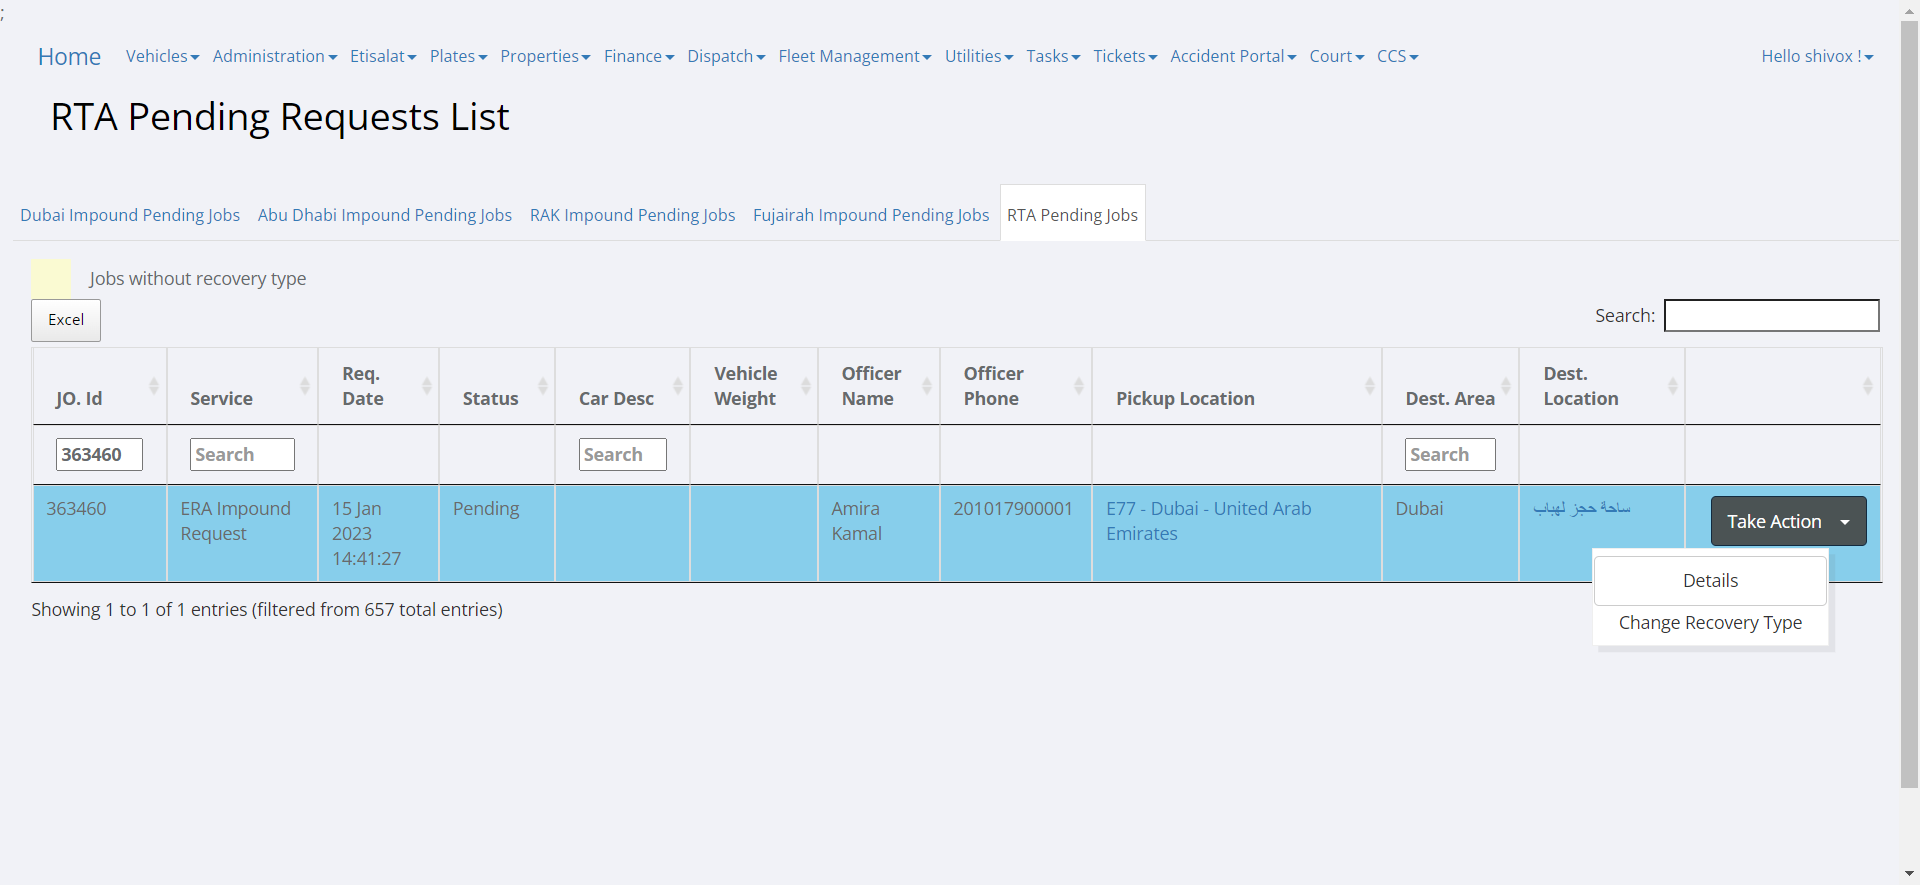 ;
Home Vehicles Administration Etisalat Plates Properties Finance Dispatch Fleet Management Utilities Tasks Tickets Accident Portal Court CCS Hello shivox !
RTA Pending Requests List
Dubai Impound Pending Jobs Abu Dhabi Impound Pending Jobs RAK Impound Pending Jobs Fujairah Impound Pending Jobs RTA Pending Jobs
Jobs without recovery type
Excel Search:
JO. Id Service Req. Date Status Car Desc Vehicle Weight Officer Name Officer Phone Pickup Location Dest. Area Dest. Location
363460 Search Search Search
363460 ERA Impound Request 15 Jan 2023 14:41:27 Pending Amira Kamal 201017900001 E77 - Dubai - United Arab Emirates Dubai ساحة حجز لهباب Take Action
Details
Change Recovery Type
Showing 1 to 1 of 1 entries (filtered from 657 total entries)